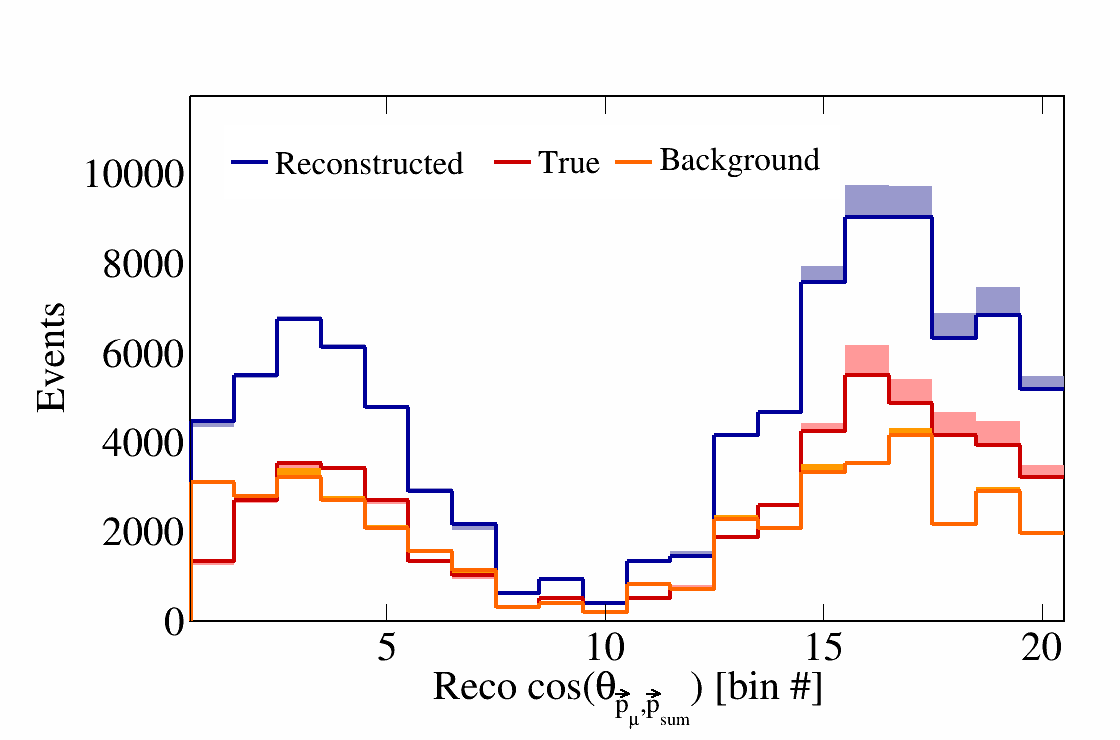 Reconstructed True Background
10000
8000
6000
4000
2000
0
Events
5 10 15 20
Reco cos(θ p⃗μ,p⃗sum) [bin #]